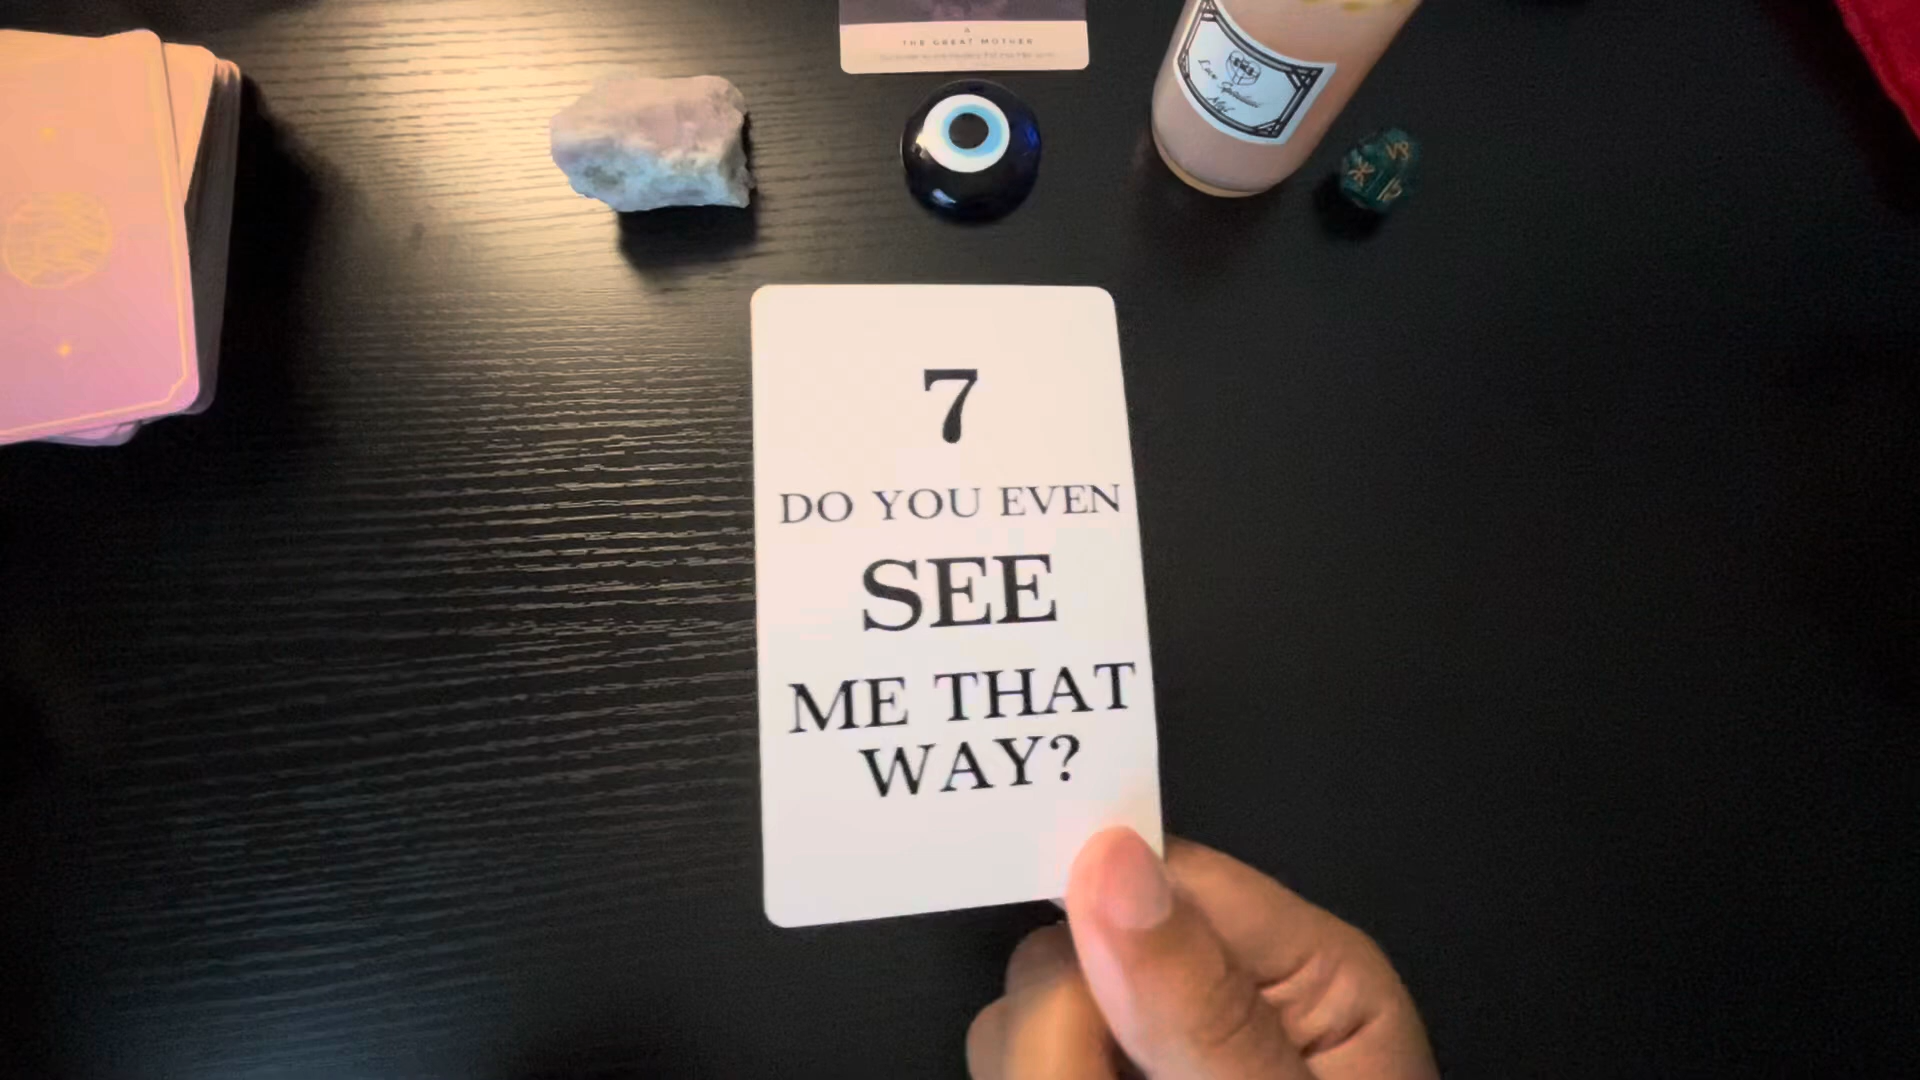 THE GREAT MOTHER
7
DO YOU EVEN
SEE
ME THAT
WAY?